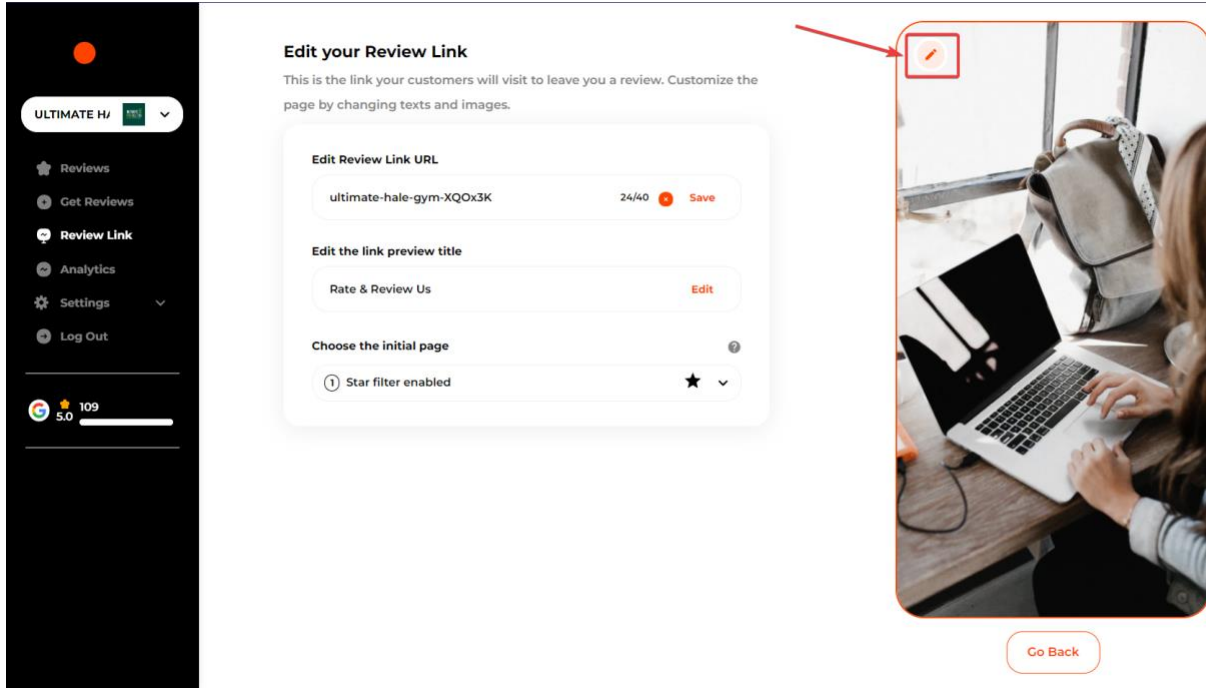 ULTIMATE H
Reviews
Get Reviews
Review Link
Analytics
Settings
Log Out
5.0
109
Edit your Review Link
This is the link your customers will visit to leave you a review. Customize the
page by changing texts and images.
Edit Review Link URL
ultimate-hale-gym-XQOx3K 24/40 x Save
Edit the link preview title
Rate & Review Us Edit
Choose the initial page ?
1 Star filter enabled
Go Back